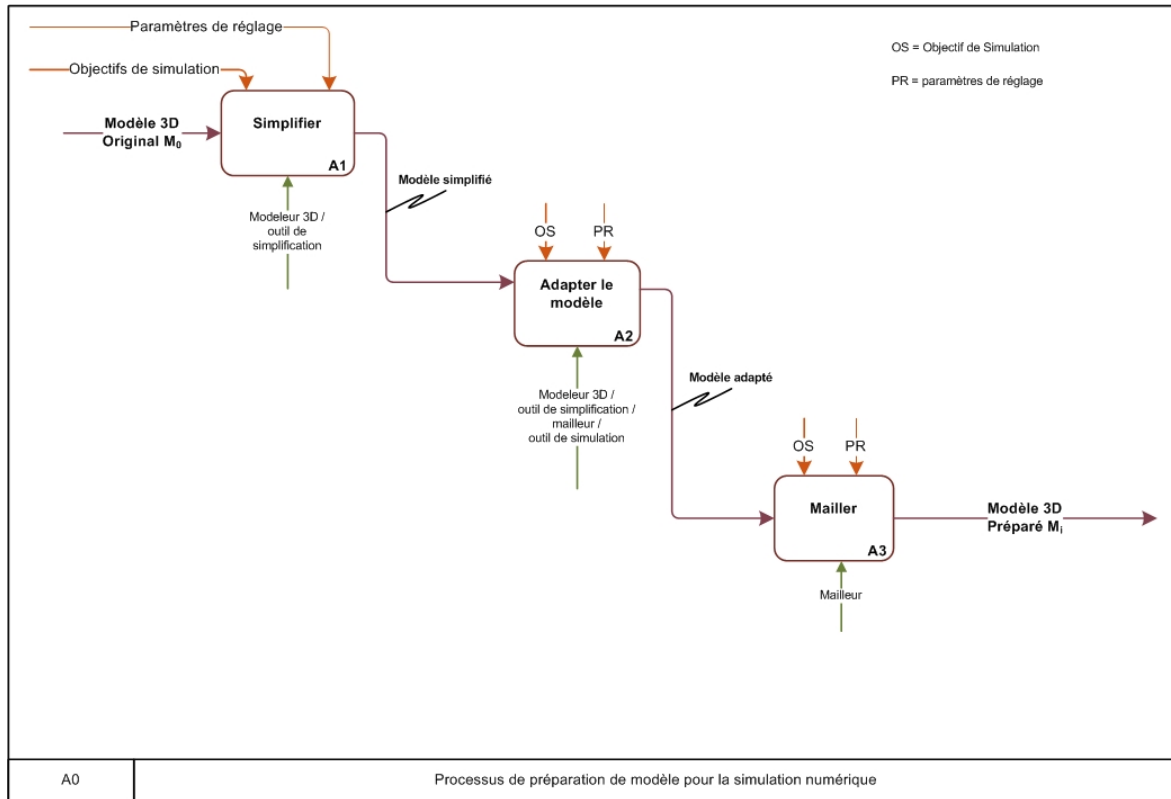 Paramètres de réglage
Objectifs de simulation
OS = Objectif de Simulation
PR = paramètres de réglage
Modèle 3D
Original M₀
Simplifier
A1
Modeleur 3D /
outil de
simplification
Modèle simplifié
OS
PR
Adapter le
modèle
A2
Modeleur 3D /
outil de simplification /
mailleur /
outil de simulation
Modèle adapté
OS
PR
Mailler
A3
Mailleur
Modèle 3D
Préparé Mᵢ
A0
Processus de préparation de modèle pour la simulation numérique